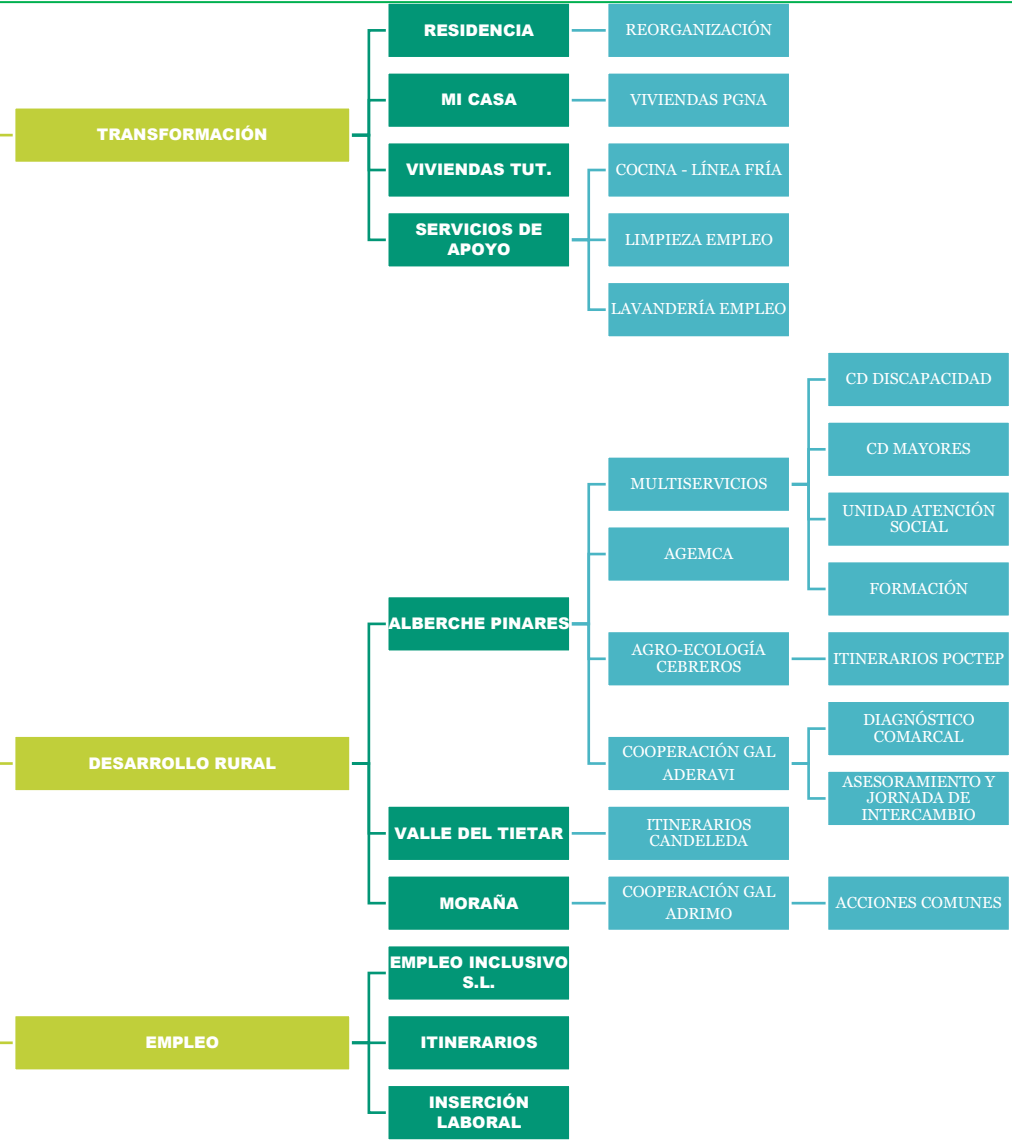 TRANSFORMACIÓN
RESIDENCIA
REORGANIZACIÓN
MI CASA
VIVIENDAS PGNA
VIVIENDAS TUT.
SERVICIOS DE
APOYO
COCINA - LÍNEA FRÍA
LIMPIEZA EMPLEO
LAVANDERÍA EMPLEO
DESARROLLO RURAL
ALBERCHE PINARES
MULTISERVICIOS
CD DISCAPACIDAD
CD MAYORES
UNIDAD ATENCIÓN
SOCIAL
FORMACIÓN
AGEMCA
AGRO-ECOLOGÍA
CEBREROS
ITINERARIOS POCTEP
COOPERACIÓN GAL
ADERAVI
DIAGNÓSTICO
COMARCAL
ASESORAMIENTO Y
JORNADA DE
INTERCAMBIO
VALLE DEL TIETAR
ITINERARIOS
CANDELEDA
MORAÑA
COOPERACIÓN GAL
ADRIMO
ACCIONES COMUNES
EMPLEO
EMPLEO INCLUSIVO
S.L.
ITINERARIOS
INSERCIÓN
LABORAL